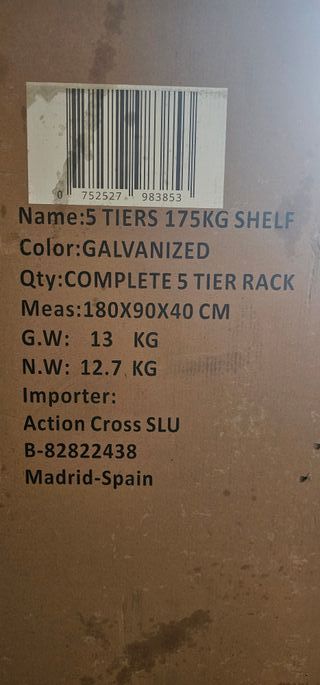 0 752527 983853
Name:5 TIERS 175KG SHELF
Color:GALVANIZED
Qty:COMPLETE 5 TIER RACK
Meas:180X90X40 CM
G.W: 13 KG
N.W: 12.7 KG
Importer:
Action Cross SLU
B-82822438
Madrid-Spain